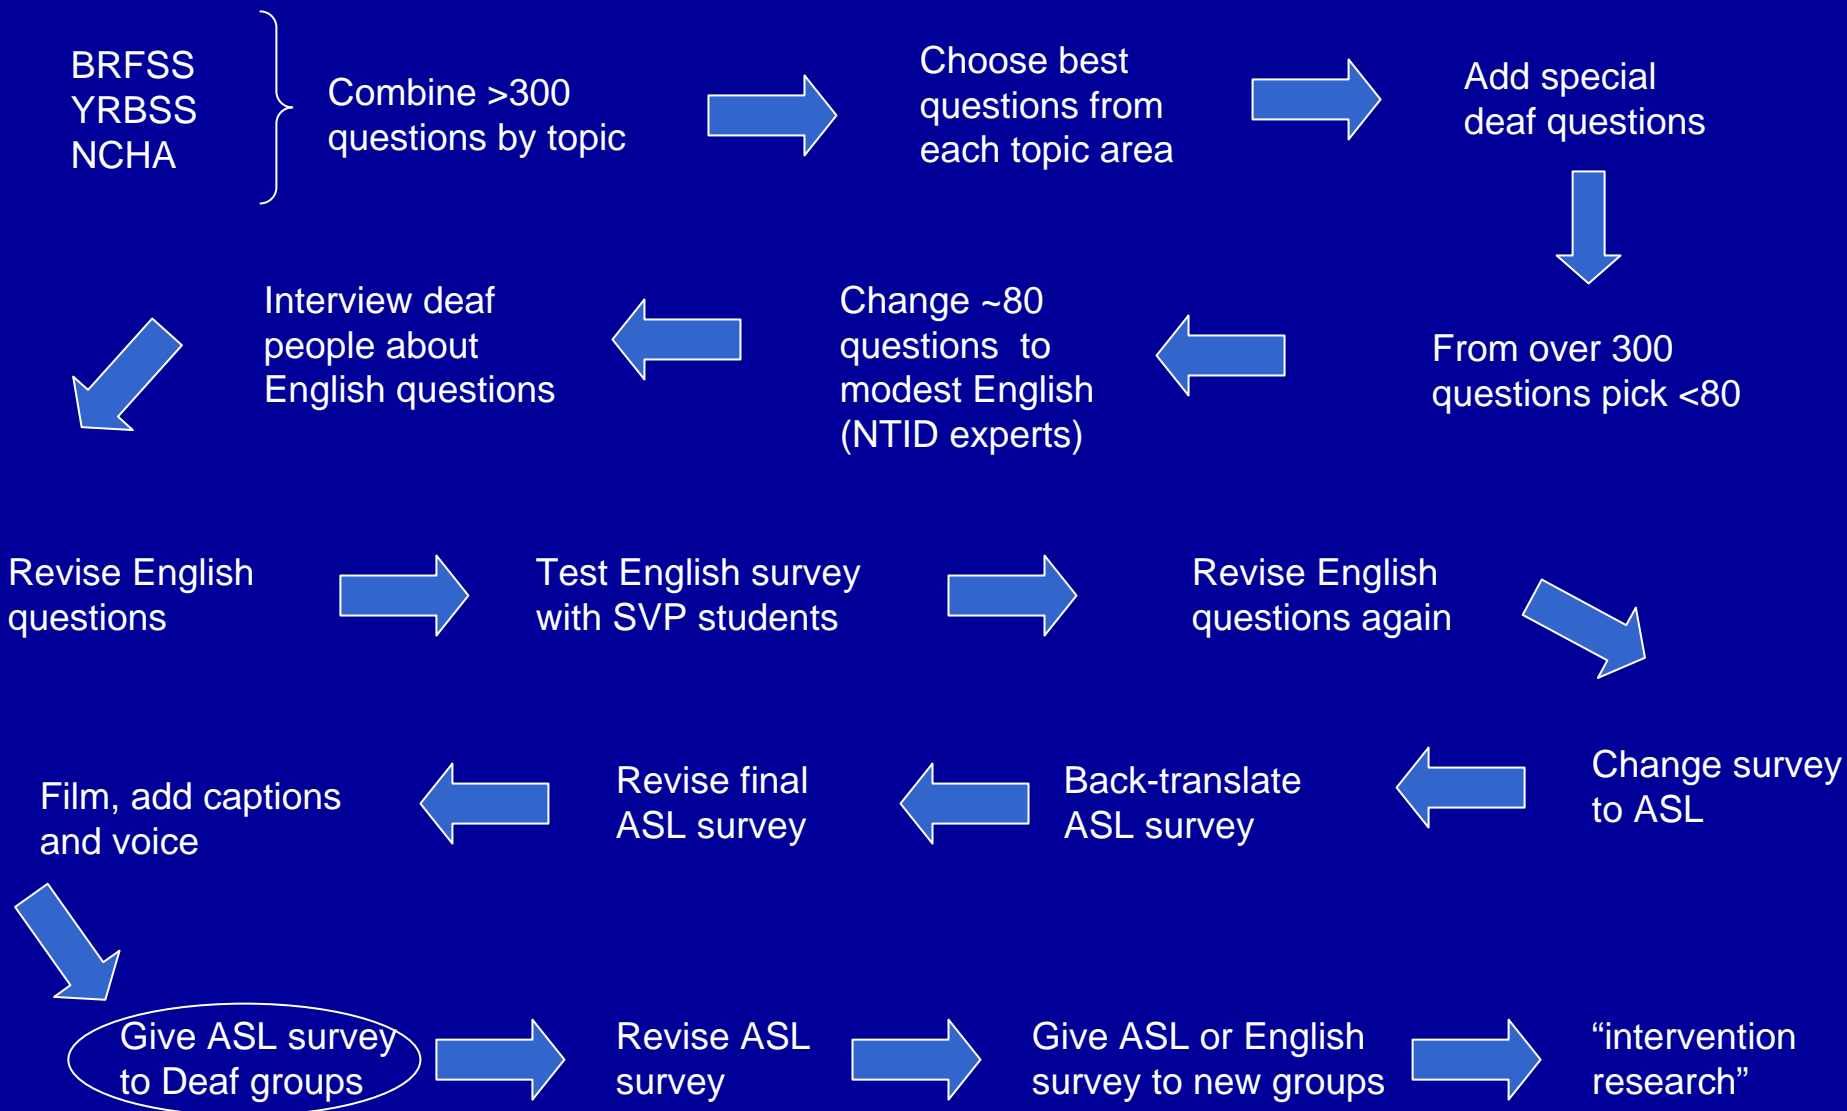 BRFSS
YRBSS
NCHA
Combine >300
questions by topic
Choose best
questions from
each topic area
Add special
deaf questions
From over 300
questions pick <80
Change ~80
questions to
modest English
(NTID experts)
Interview deaf
people about
English questions
Revise English
questions
Test English survey
with SVP students
Revise English
questions again
Change survey
to ASL
Back-translate
ASL survey
Revise final
ASL survey
Film, add captions
and voice
Give ASL survey
to Deaf groups
Revise ASL
survey
Give ASL or English
survey to new groups
“intervention
research”